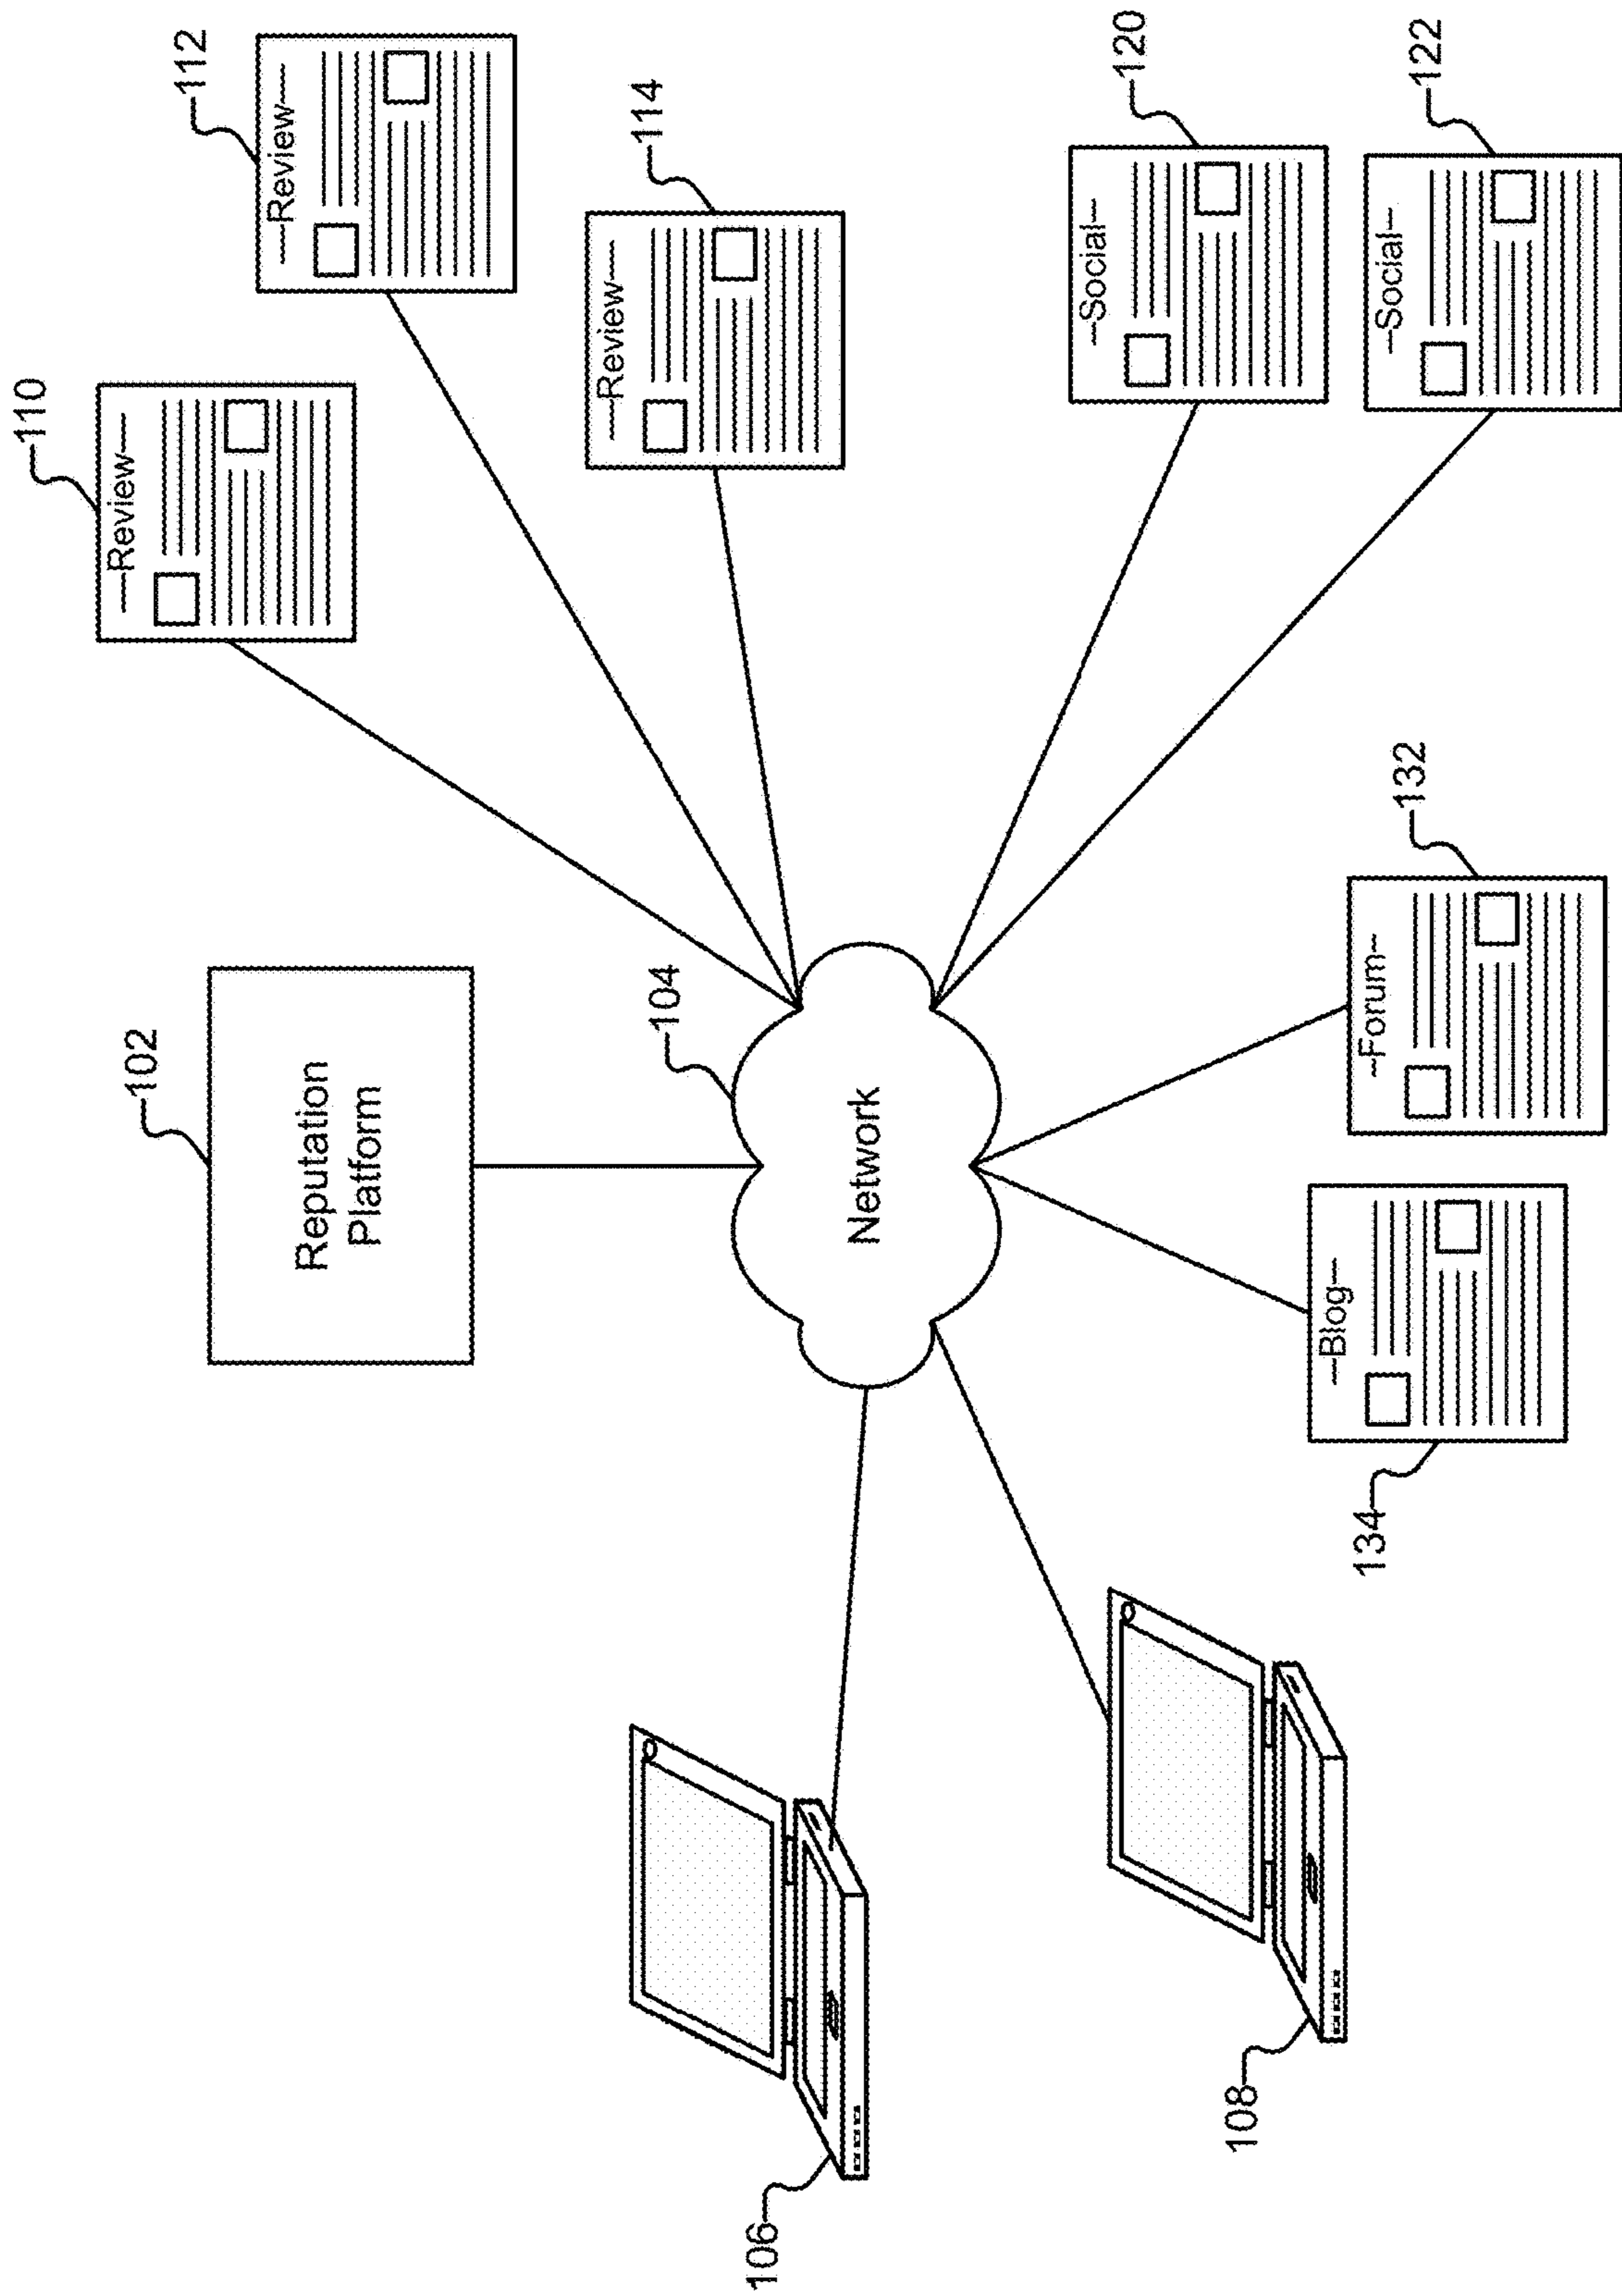 110
Review
102
112
Review
Reputation
Platform
114
Review
104
106
Network
120
Social
108
134
Blog
132
Forum
122
Social